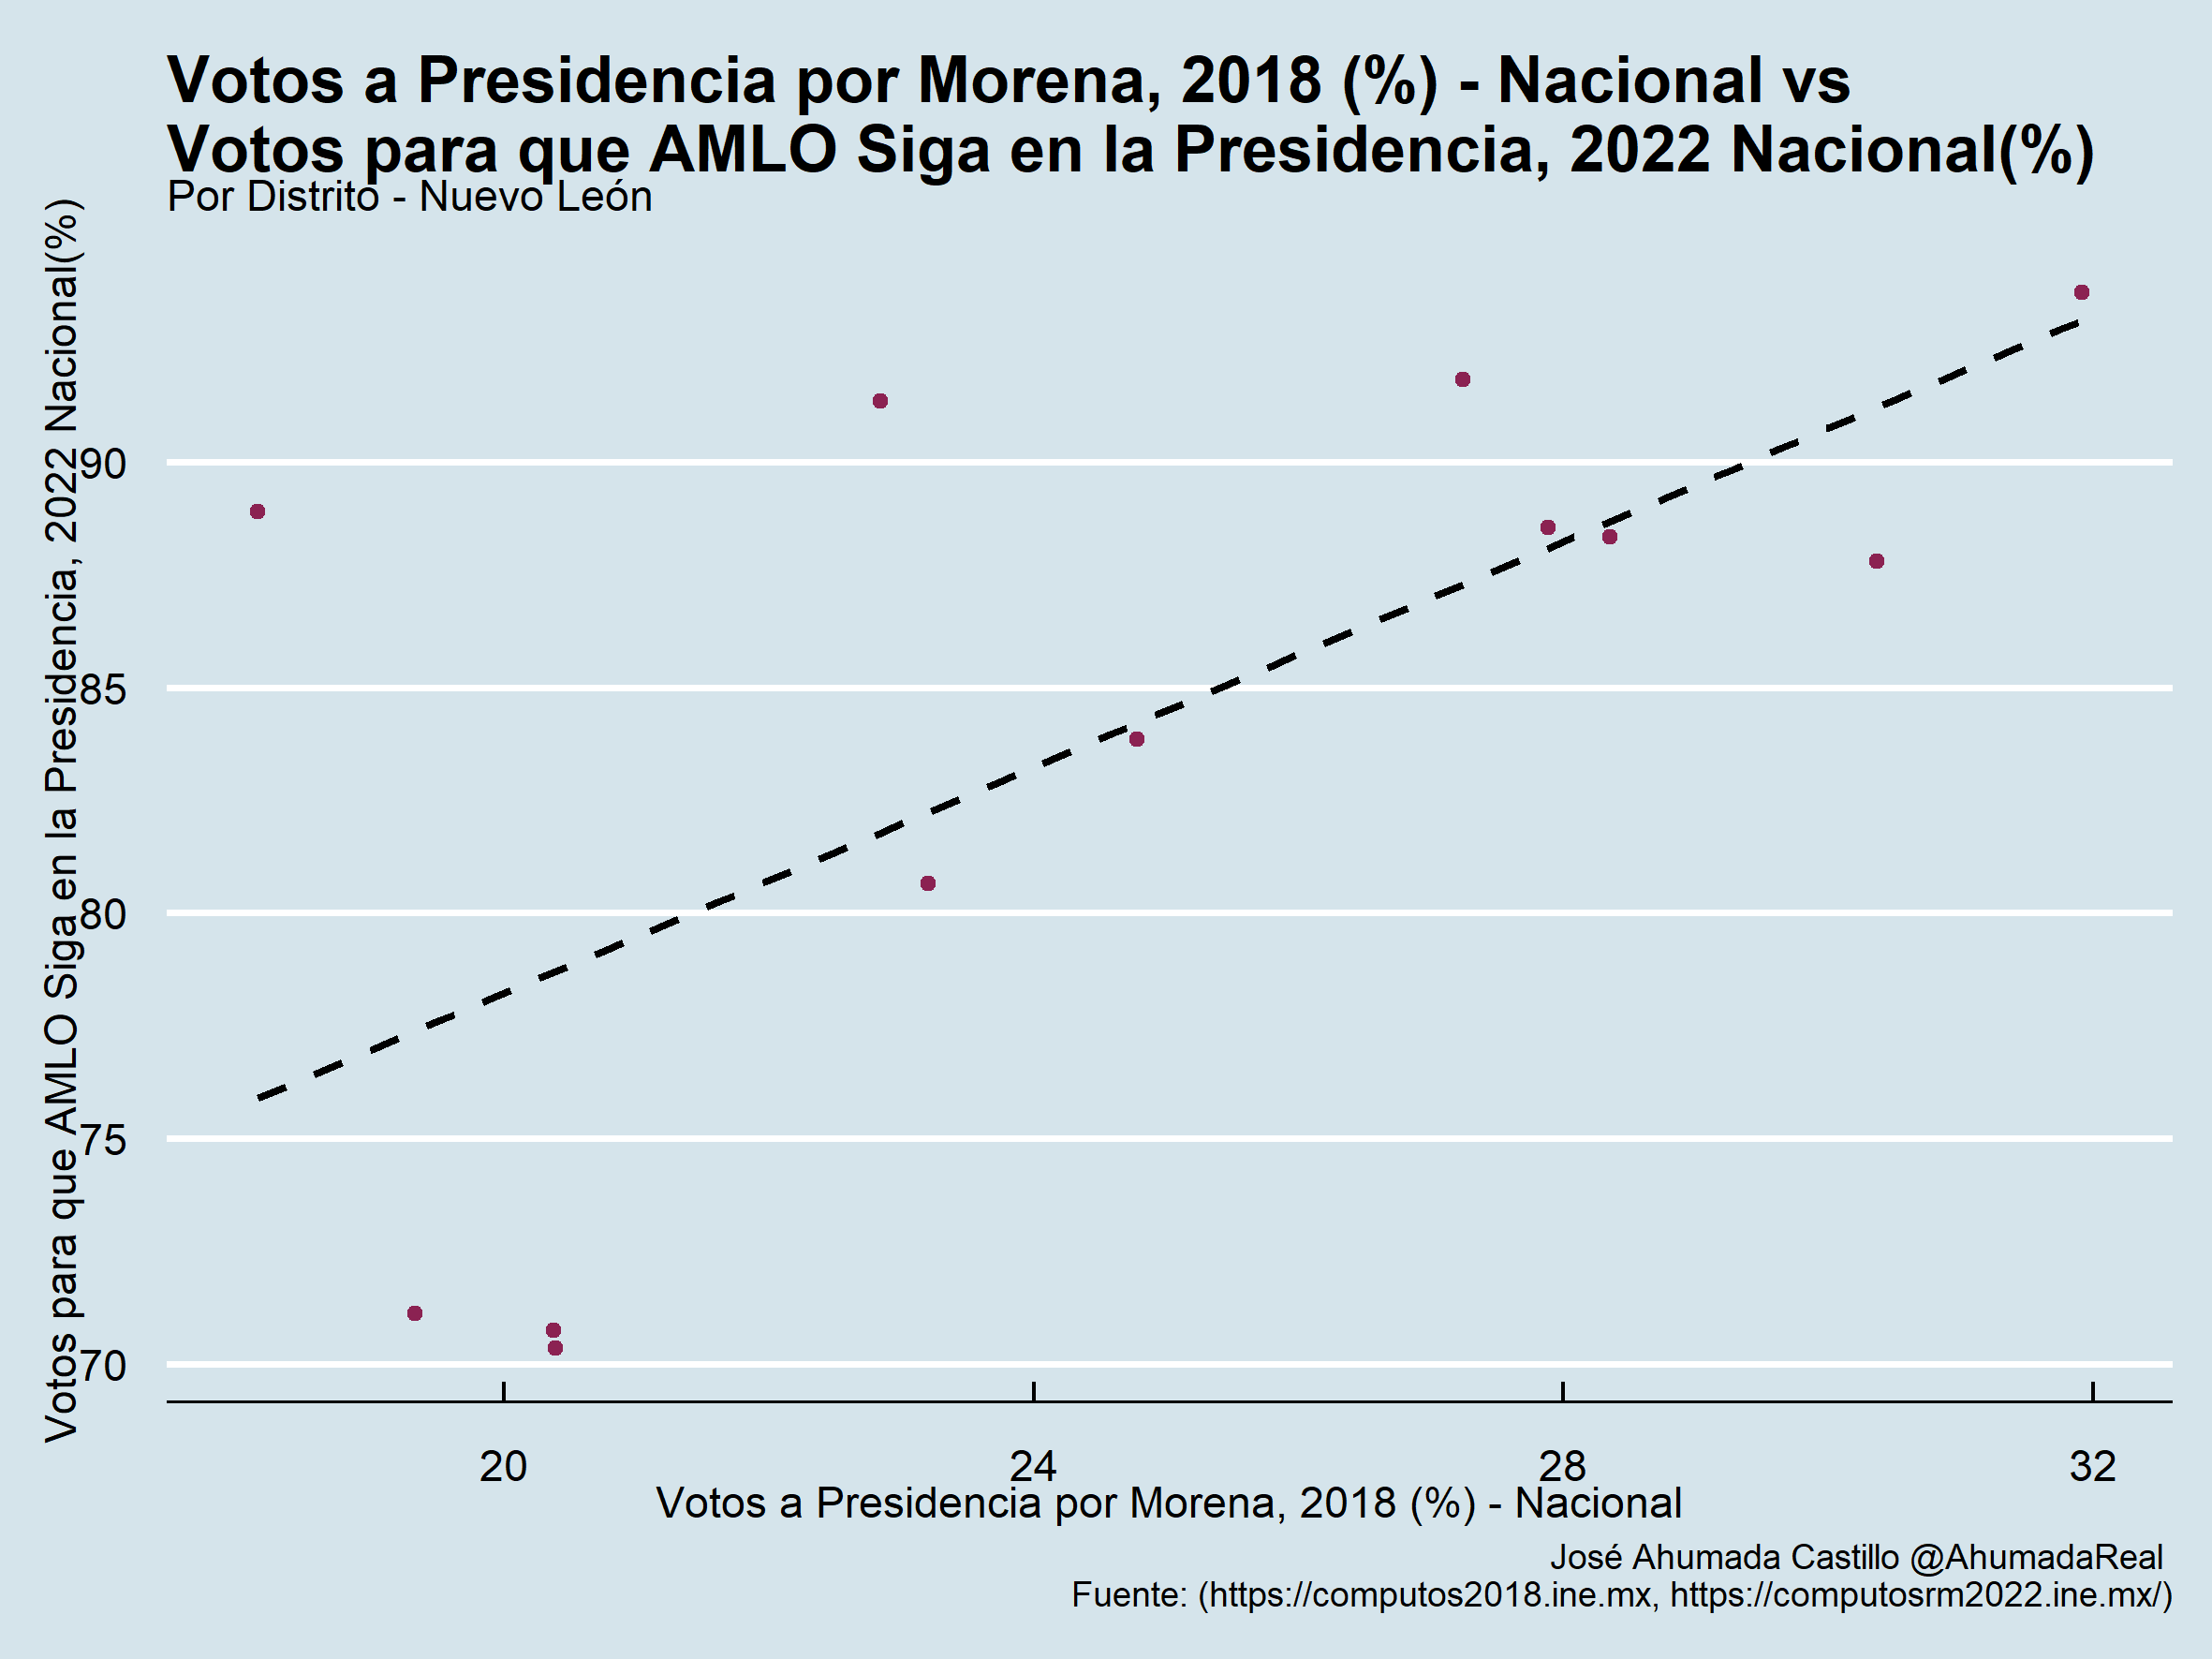 Votos a Presidencia por Morena, 2018 (%) - Nacional vs
Votos para que AMLO Siga en la Presidencia, 2022 Nacional(%)
Por Distrito - Nuevo León
Votos para que AMLO Siga en la Presidencia, 2022 Nacional(%)
90
85
80
75
70
20 24 28 32
Votos a Presidencia por Morena, 2018 (%) - Nacional
José Ahumada Castillo @AhumadaReal
Fuente: (https://computos2018.ine.mx, https://computosrm2022.ine.mx/)